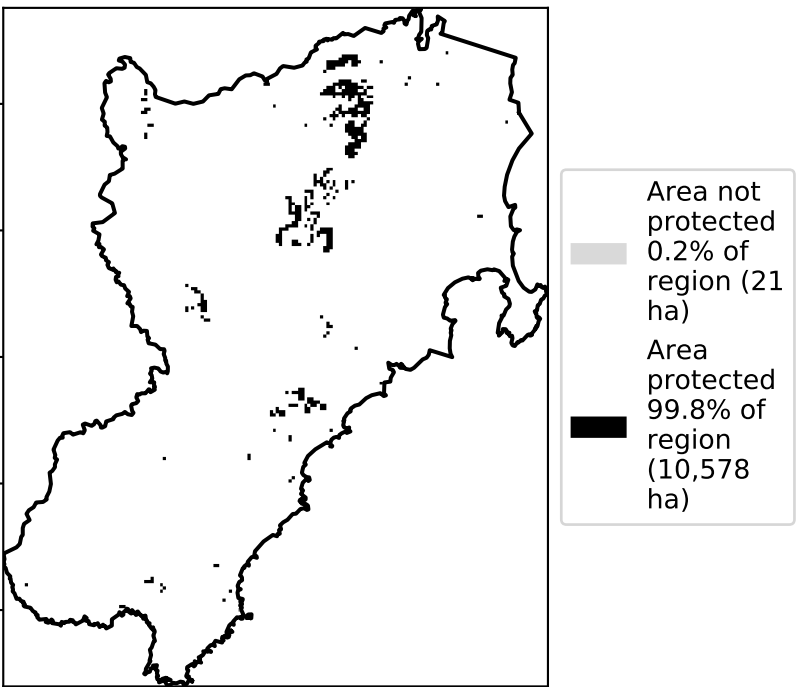 Area not
protected
0.2% of
region (21
ha)
Area
protected
99.8% of
region
(10,578
ha)